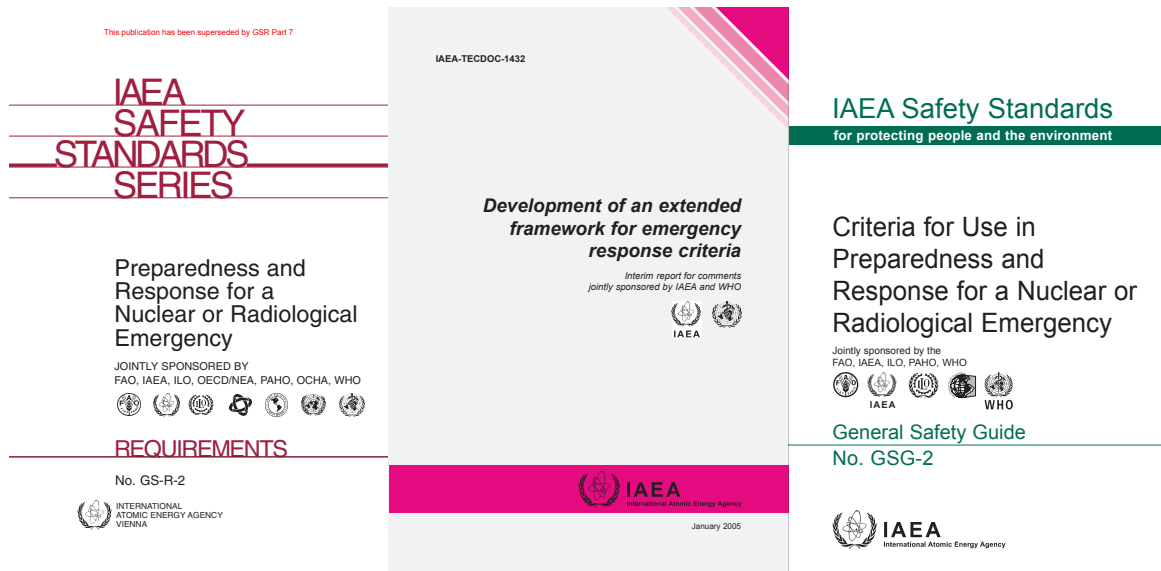 This publication has been superseded by GSR Part 7
IAEA
SAFETY
STANDARDS
SERIES
Preparedness and
Response for a
Nuclear or Radiological
Emergency
JOINTLY SPONSORED BY
FAO, IAEA, ILO, OECD/NEA, PAHO, OCHA, WHO
REQUIREMENTS
No. GS-R-2
INTERNATIONAL
ATOMIC ENERGY AGENCY
VIENNA
IAEA-TECDOC-1432
Development of an extended
framework for emergency
response criteria
Interim report for comments
jointly sponsored by IAEA and WHO
IAEA
IAEA
International Atomic Energy Agency
January 2005
IAEA Safety Standards
for protecting people and the environment
Criteria for Use in
Preparedness and
Response for a Nuclear or
Radiological Emergency
Jointly sponsored by the
FAO, IAEA, ILO, PAHO, WHO
IAEA
WHO
General Safety Guide
No. GSG-2
IAEA
International Atomic Energy Agency